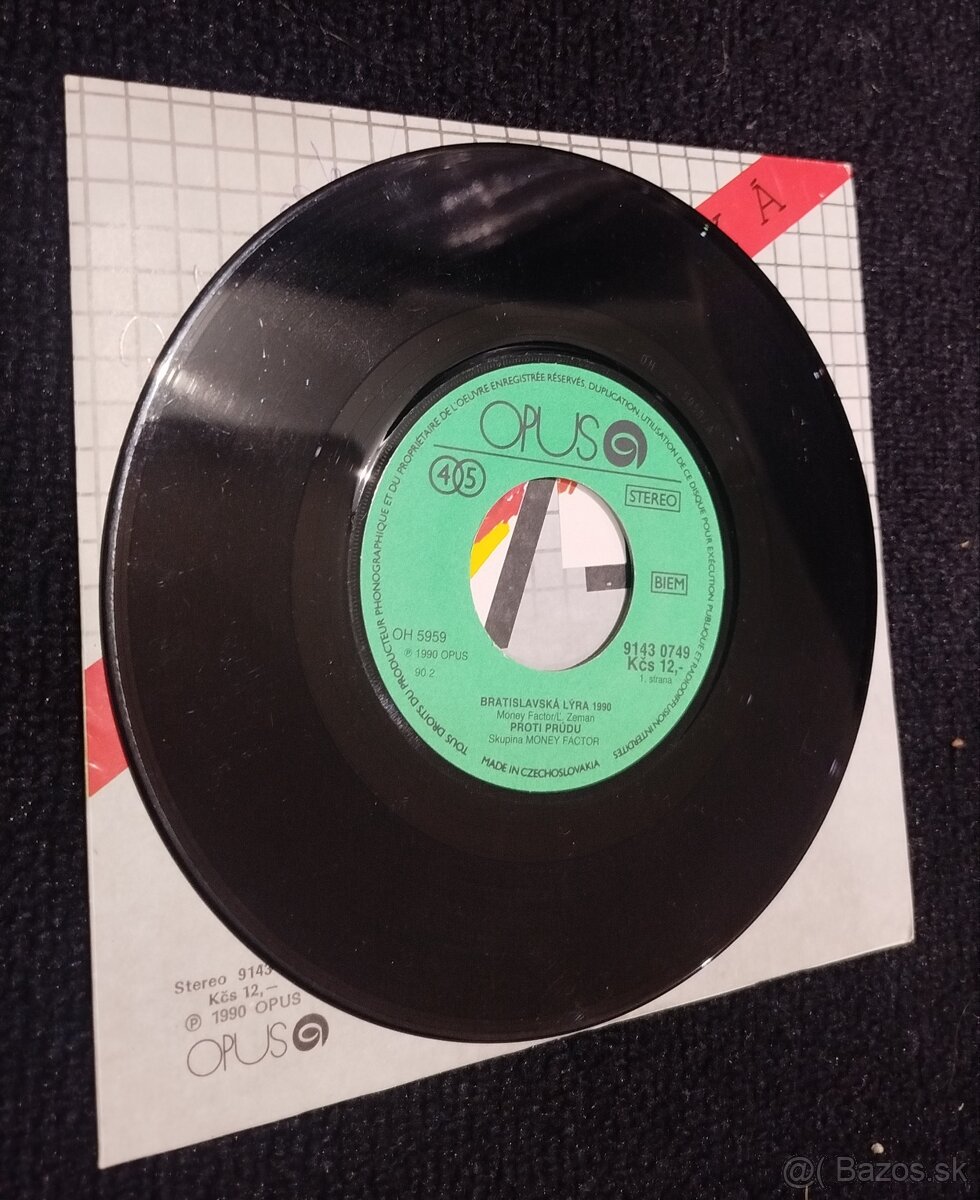 Á
TOUS DROITS DU PRODUCTEUR PHONOGRAPHIQUE ET DU PROPRIÉTAIRE DE L'OEUVRE ENREGISTRÉE RÉSERVÉS. DUPLICATION, UTILISATION DE CE DISQUE POUR EXÉCUTION PUBLIQUE ET RADIODIFFUSION INTERDITES
OPUS
45
STEREO
BIEM
OH 5959
℗ 1990 OPUS
90.2
9143 0749
Kčs 12,-
1. strana
BRATISLAVSKÁ LÝRA 1990
Money Factor/Ľ. Zeman
PROTI PRÚDU
Skupina MONEY FACTOR
MADE IN CZECHOSLOVAKIA
Stereo 9143
Kčs 12,—
℗ 1990 OPUS
OPUS
@( Bazos.sk